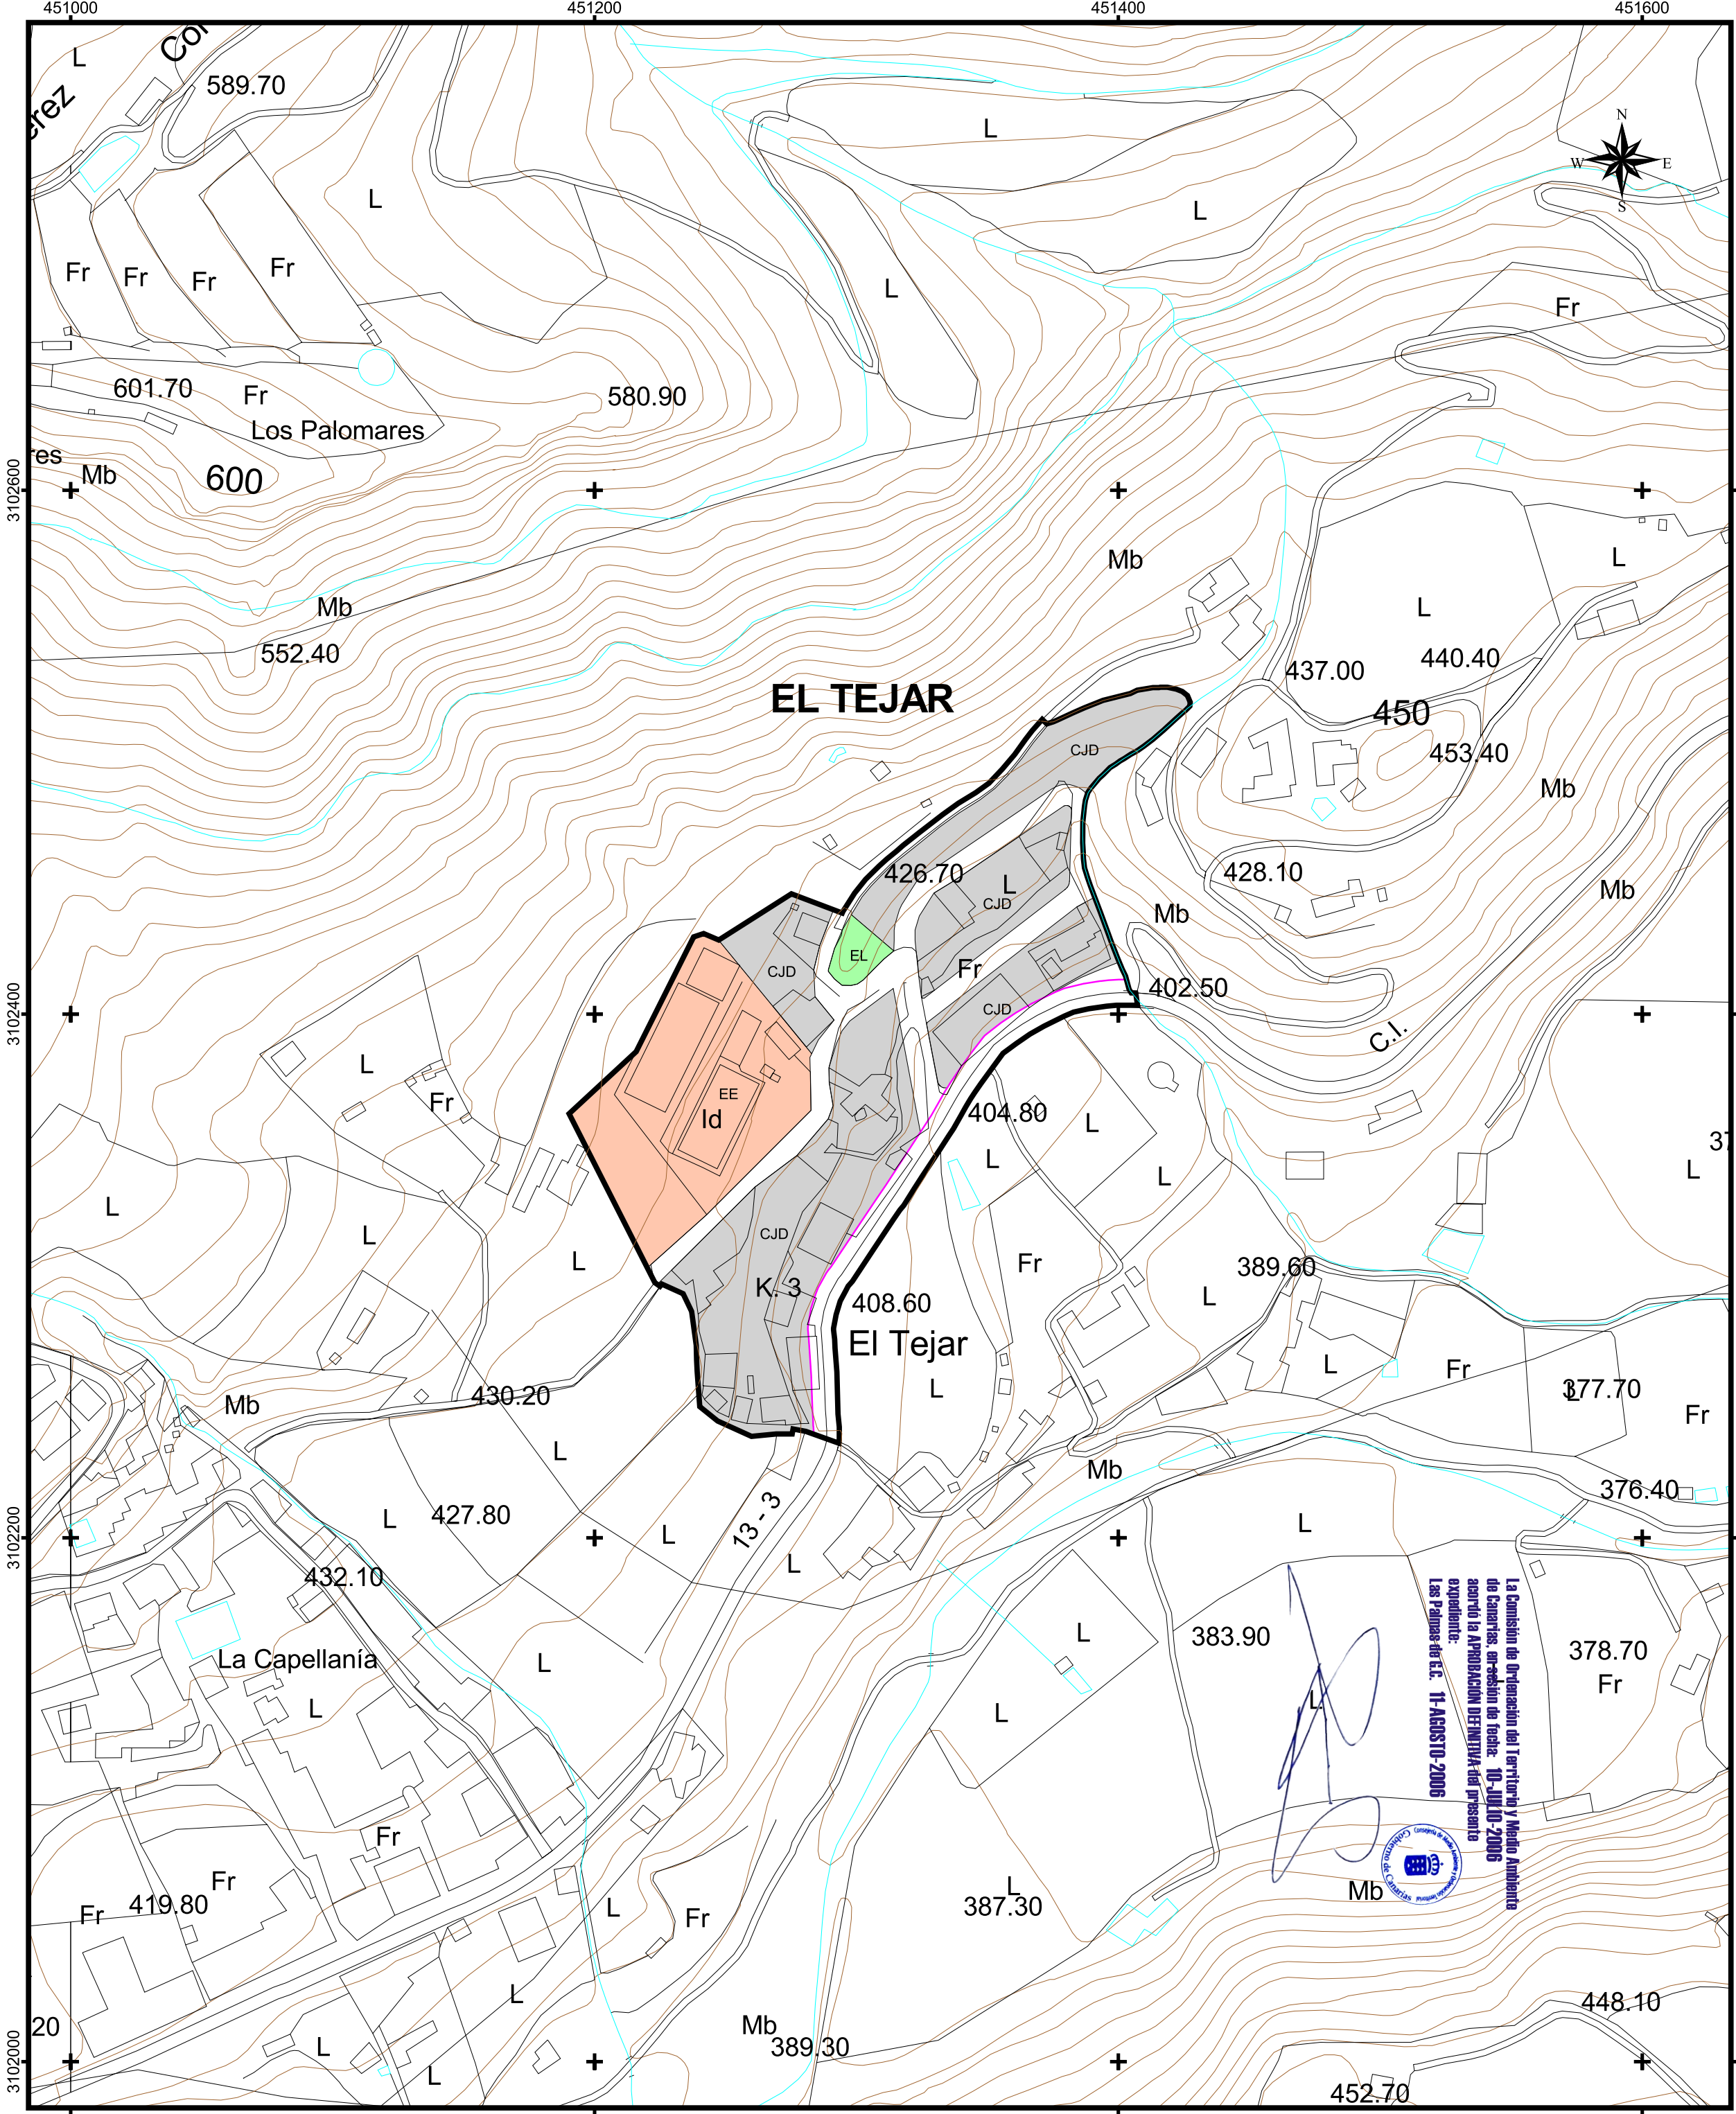 451000
451200
451400
451600
L
589.70
L
N
W
E
S
L
L
Fr
Fr
Fr
Fr
L
Fr
601.70
Fr
580.90
Los Palomares
res
Mb
600
3102600
Mb
L
Mb
L
552.40
437.00
440.40
EL TEJAR
450
CJD
453.40
Mb
426.70
L
CJD
428.10
Mb
Mb
EL
CJD
Fr
402.50
CJD
3102400
C.I.
L
EE
Id
Fr
404.80
L
L
L
L
L
L
CJD
L
Fr
389.60
L
K. 3
408.60
El Tejar
L
L
Fr
430.20
Mb
377.70
L
Fr
L
Mb
376.40
427.80
L
L
13 - 3
L
L
3102200
432.10
La Capellanía
L
L
L
383.90
378.70
Fr
L
L
La Comisión de Ordenación del Territorio y Medio Ambiente
de Canarias, en sesión de fecha: 10-JULIO-2006
acordó la APROBACIÓN DEFINITIVA del presente
expediente:
Las Palmas de G.C. 11-AGOSTO-2006
Gobierno de Canarias
Fr
Fr
419.80
Fr
L
Fr
L
387.30
Mb
L
448.10
20
L
Mb
389.30
L
452.70
3102000